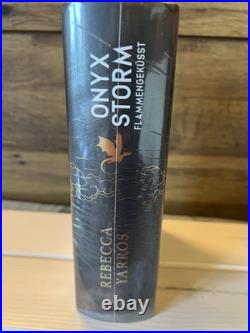 ONYX
STORM
FLAMMENGEKÜSST
REBECCA
YARROS